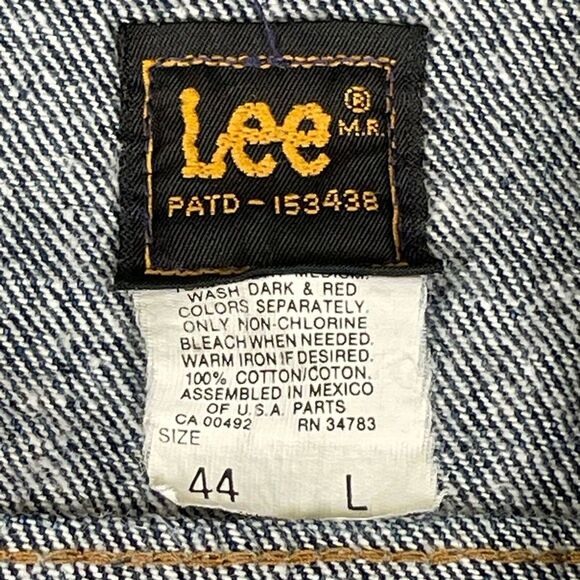 Lee ®
M.R.
PATD-153438
MEDIUM.
WASH DARK & RED
COLORS SEPARATELY.
ONLY NON-CHLORINE
BLEACH WHEN NEEDED.
WARM IRON IF DESIRED.
100% COTTON/COTON.
ASSEMBLED IN MEXICO
OF U.S.A. PARTS
CA 00492 RN 34783
SIZE
44 L